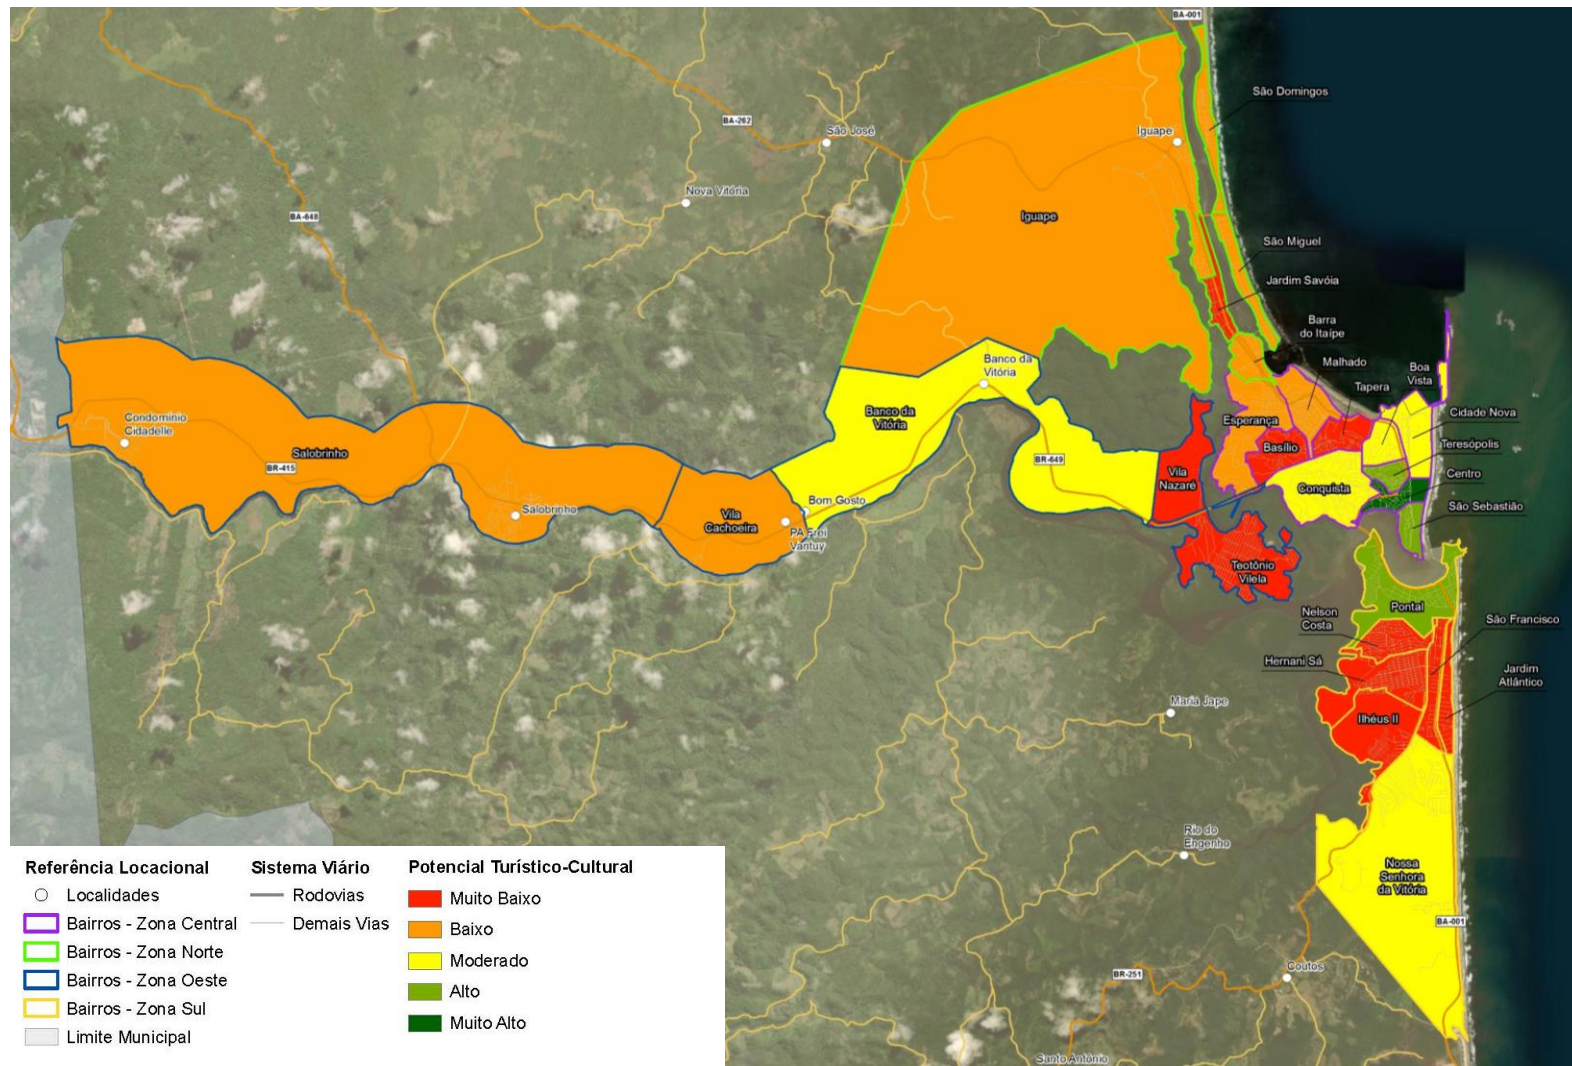 BA-001
São Domingos
BA-262
São José
Iguape
Nova Vitória
BA-648
Iguape
São Miguel
Jardim Savóia
Barra
do Itaípe
Malhado
Boa
Vista
Tapera
Banco da
Vitória
Condomínio
Cidadelle
Banco da
Vitória
Esperança
Cidade Nova
Basílio
Teresópolis
Salobrinho
BR-415
BR-649
Vila
Nazaré
Conquista
Centro
São Sebastião
Salobrinho
Bom Gosto
Vila
Cachoeira
PA Frei
Vantuy
Teotônio
Vilela
Pontal
Nelson
Costa
São Francisco
Hernani Sá
Jardim
Atlântico
Maria Jape
Ilhéus II
Rio do
Engenho
Nossa
Senhora
da Vitória
BA-001
Coutos
BR-251
Santo Antônio
Referência Locacional
Localidades
Bairros - Zona Central
Bairros - Zona Norte
Bairros - Zona Oeste
Bairros - Zona Sul
Limite Municipal
Sistema Viário
Rodovias
Demais Vias
Potencial Turístico-Cultural
Muito Baixo
Baixo
Moderado
Alto
Muito Alto